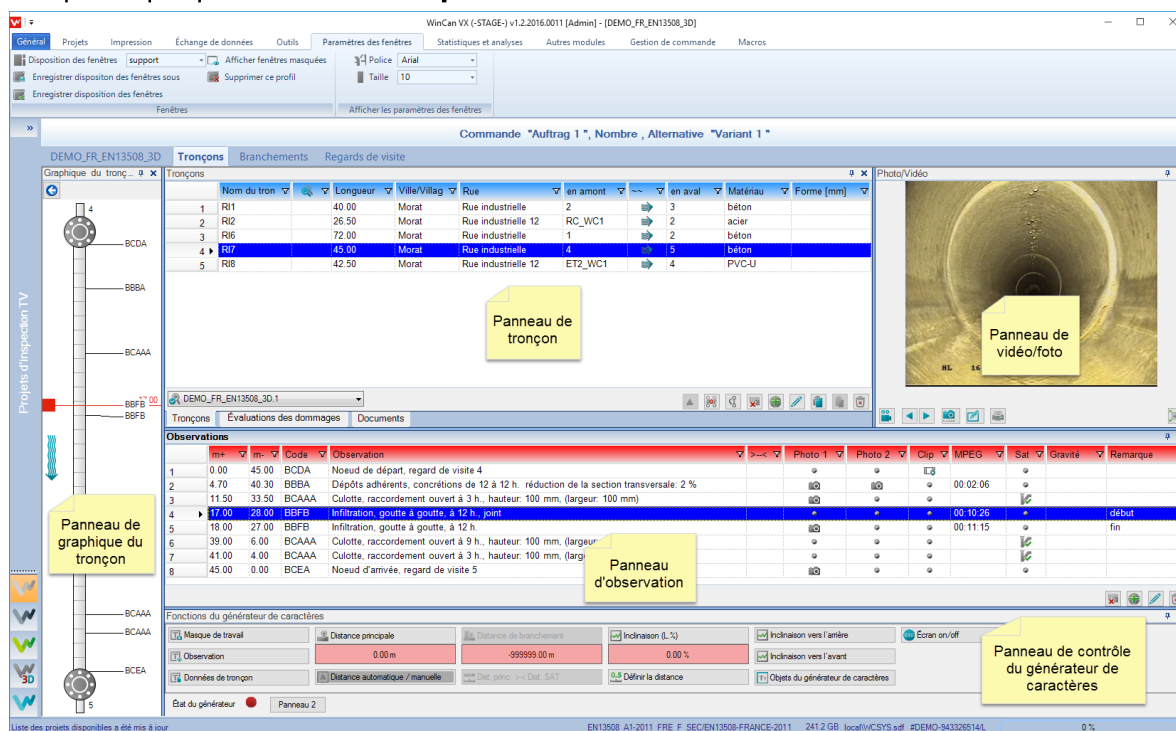 WinCan VX (-STAGE-) v1.2.2016.0011 [Admin] - [DEMO_FR_EN13508_3D]
Général Projets Impression Échange de données Outils Paramètres des fenêtres Statistiques et analyses Autres modules Gestion de commande Macros
Disposition des fenêtres support Afficher fenêtres masquées Police Arial
Enregistrer dispositon des fenêtres sous Supprimer ce profil Taille 10
Enregistrer disposition des fenêtres
Fenêtres Afficher les paramètres des fenêtres
»
Commande "Auftrag 1 ", Nombre , Alternative "Variant 1 "
DEMO_FR_EN13508_3D Tronçons Branchements Regards de visite
Projets d'inspection TV
Graphique du tronç...
4
BCDA
BBBA
BCAAA
17.00
BBFB
BBFB
Panneau de
graphique du
tronçon
BCAAA
BCAAA
BCEA
5
Tronçons
Nom du tron Longueur Ville/Villag Rue en amont ~~ en aval Matériau Forme [mm]
1 RI1 40.00 Morat Rue industrielle 2 3 béton
2 RI2 26.50 Morat Rue industrielle 12 RC_WC1 2 acier
3 RI6 72.00 Morat Rue industrielle 1 2 béton
4 RI7 45.00 Morat Rue industrielle 4 5 béton
5 RI8 42.50 Morat Rue industrielle 12 ET2_WC1 4 PVC-U
Panneau de
tronçon
DEMO_FR_EN13508_3D.1
Tronçons Évaluations des dommages Documents
Photo/Vidéo
Panneau de
vidéo/foto
HL 16
Observations
m+ m- Code Observation >--< Photo 1 Photo 2 Clip MPEG Sat Gravité Remarque
1 0.00 45.00 BCDA Noeud de départ, regard de visite 4
2 4.70 40.30 BBBA Dépôts adhérents, concrétions de 12 à 12 h. réduction de la section transversale: 2 % 00:02:06
3 11.50 33.50 BCAAA Culotte, raccordement ouvert à 3 h., hauteur: 100 mm, (largeur: 100 mm)
4 17.00 28.00 BBFB Infiltration, goutte à goutte, à 12 h., joint 00:10:26 début
5 18.00 27.00 BBFB Infiltration, goutte à goutte, à 12 h. 00:11:15 fin
6 39.00 6.00 BCAAA Culotte, raccordement ouvert à 9 h., hauteur: 100 mm,
7 41.00 4.00 BCAAA Culotte, raccordement ouvert à 3 h., hauteur: 100 mm,
8 45.00 0.00 BCEA Noeud d'arrivée, regard de visite 5
Panneau
d'observation
Fonctions du générateur de caractères
Masque de travail Distance principale Distance de branchement Inclinaison (L.%) Inclinaison vers l'arrière Écran on/off
Observation 0.00 m -999999.00 m 0.00 % Inclinaison vers l'avant
Données de tronçon Distance automatique / manuelle Dist. princ. >-< Dist. SAT Définir la distance Objets du générateur de caractères
Panneau de contrôle
du générateur de
caractères
État du générateur Panneau 2
Liste des projets disponibles a été mis à jour EN13508_A1-2011_FRE_F_SEC/EN13508-FRANCE-2011 241.2 GB local\WCSYS.sdf #DEMO-943326514/L 0 %